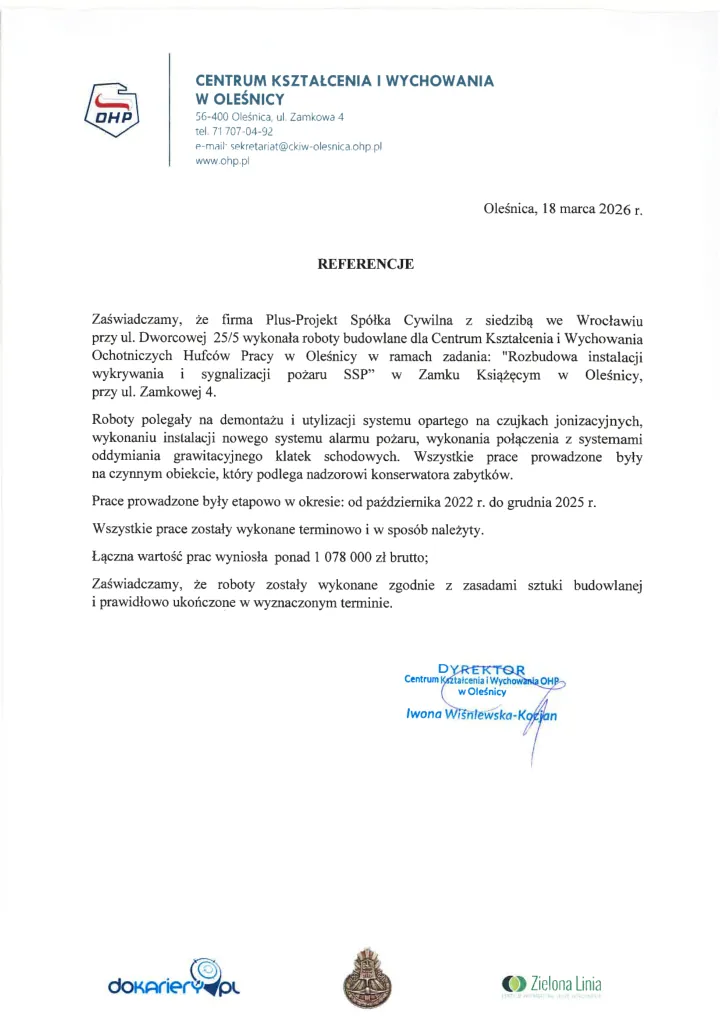 OHP
CENTRUM KSZTAŁCENIA I WYCHOWANIA
W OLEŚNICY
56-400 Oleśnica, ul. Zamkowa 4
tel. 71 707-04-92
e-mail: sekretariat@ckiw-olesnica.ohp.pl
www.ohp.pl
Oleśnica, 18 marca 2026 r.
REFERENCJE
Zaświadczamy, że firma Plus-Projekt Spółka Cywilna z siedzibą we Wrocławiu
przy ul. Dworcowej 25/5 wykonała roboty budowlane dla Centrum Kształcenia i Wychowania
Ochotniczych Hufców Pracy w Oleśnicy w ramach zadania: "Rozbudowa instalacji
wykrywania i sygnalizacji pożaru SSP” w Zamku Książęcym w Oleśnicy,
przy ul. Zamkowej 4.
Roboty polegały na demontażu i utylizacji systemu opartego na czujkach jonizacyjnych,
wykonaniu instalacji nowego systemu alarmu pożaru, wykonania połączenia z systemami
oddymiania grawitacyjnego klatek schodowych. Wszystkie prace prowadzone były
na czynnym obiekcie, który podlega nadzorowi konserwatora zabytków.
Prace prowadzone były etapowo w okresie: od października 2022 r. do grudnia 2025 r.
Wszystkie prace zostały wykonane terminowo i w sposób należyty.
Łączna wartość prac wyniosła ponad 1 078 000 zł brutto;
Zaświadczamy, że roboty zostały wykonane zgodnie z zasadami sztuki budowlanej
i prawidłowo ukończone w wyznaczonym terminie.
DYREKTOR
Centrum Kształcenia i Wychowania OHP
w Oleśnicy
Iwona Wiśniewska-Kocjan
dokariery.pl
Zielona Linia